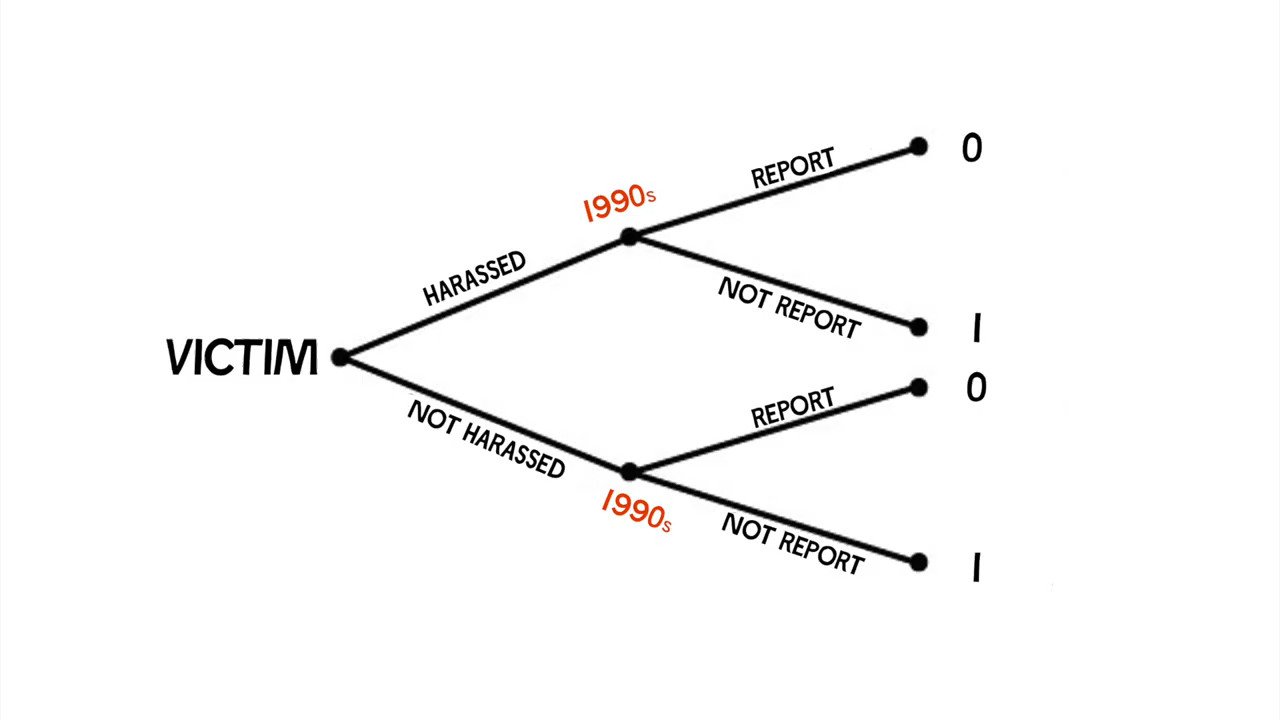 REPORT
0
1990s
HARASSED
NOT REPORT
1
VICTIM
REPORT
0
NOT HARASSED
1990s
NOT REPORT
1